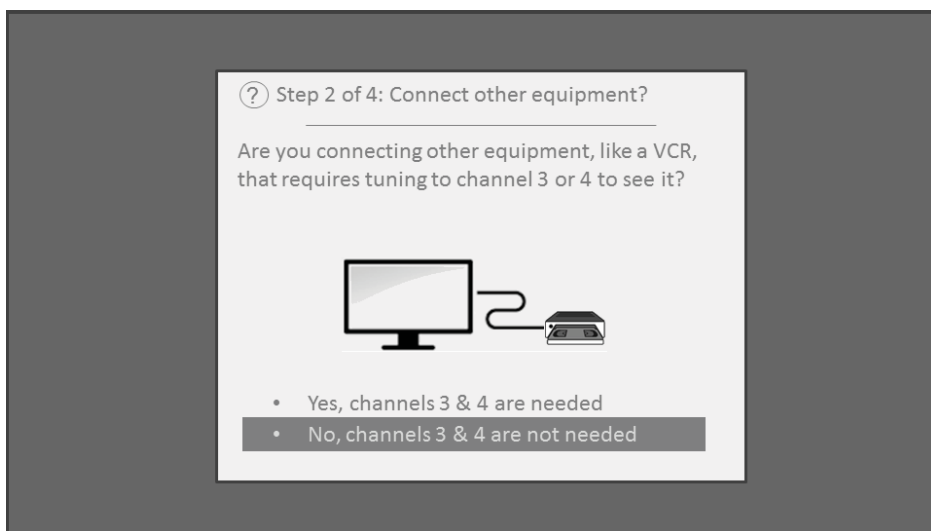 ? Step 2 of 4: Connect other equipment?
Are you connecting other equipment, like a VCR,
that requires tuning to channel 3 or 4 to see it?
• Yes, channels 3 & 4 are needed
• No, channels 3 & 4 are not needed